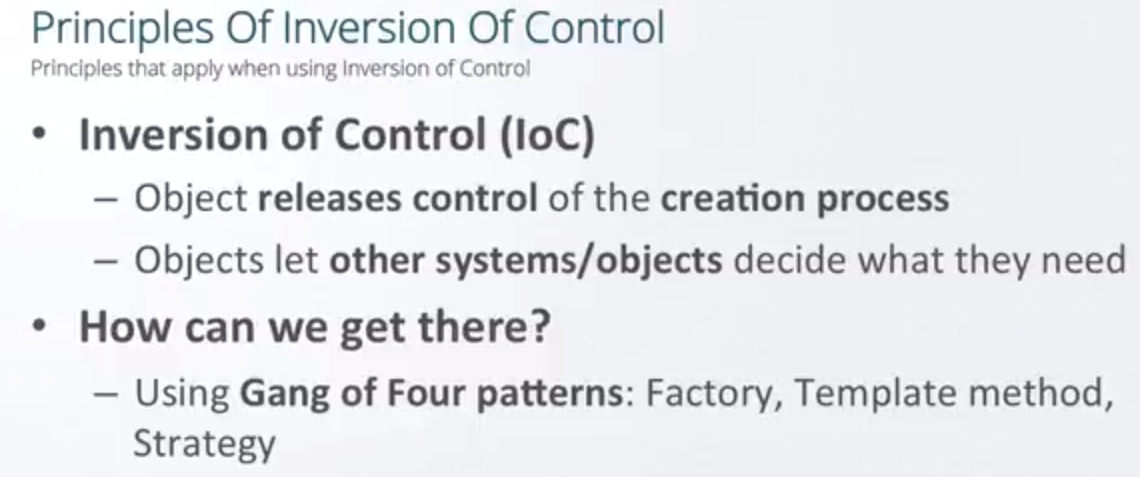 Principles Of Inversion Of Control
Principles that apply when using Inversion of Control
• Inversion of Control (IoC)
– Object releases control of the creation process
– Objects let other systems/objects decide what they need
• How can we get there?
– Using Gang of Four patterns: Factory, Template method,
Strategy